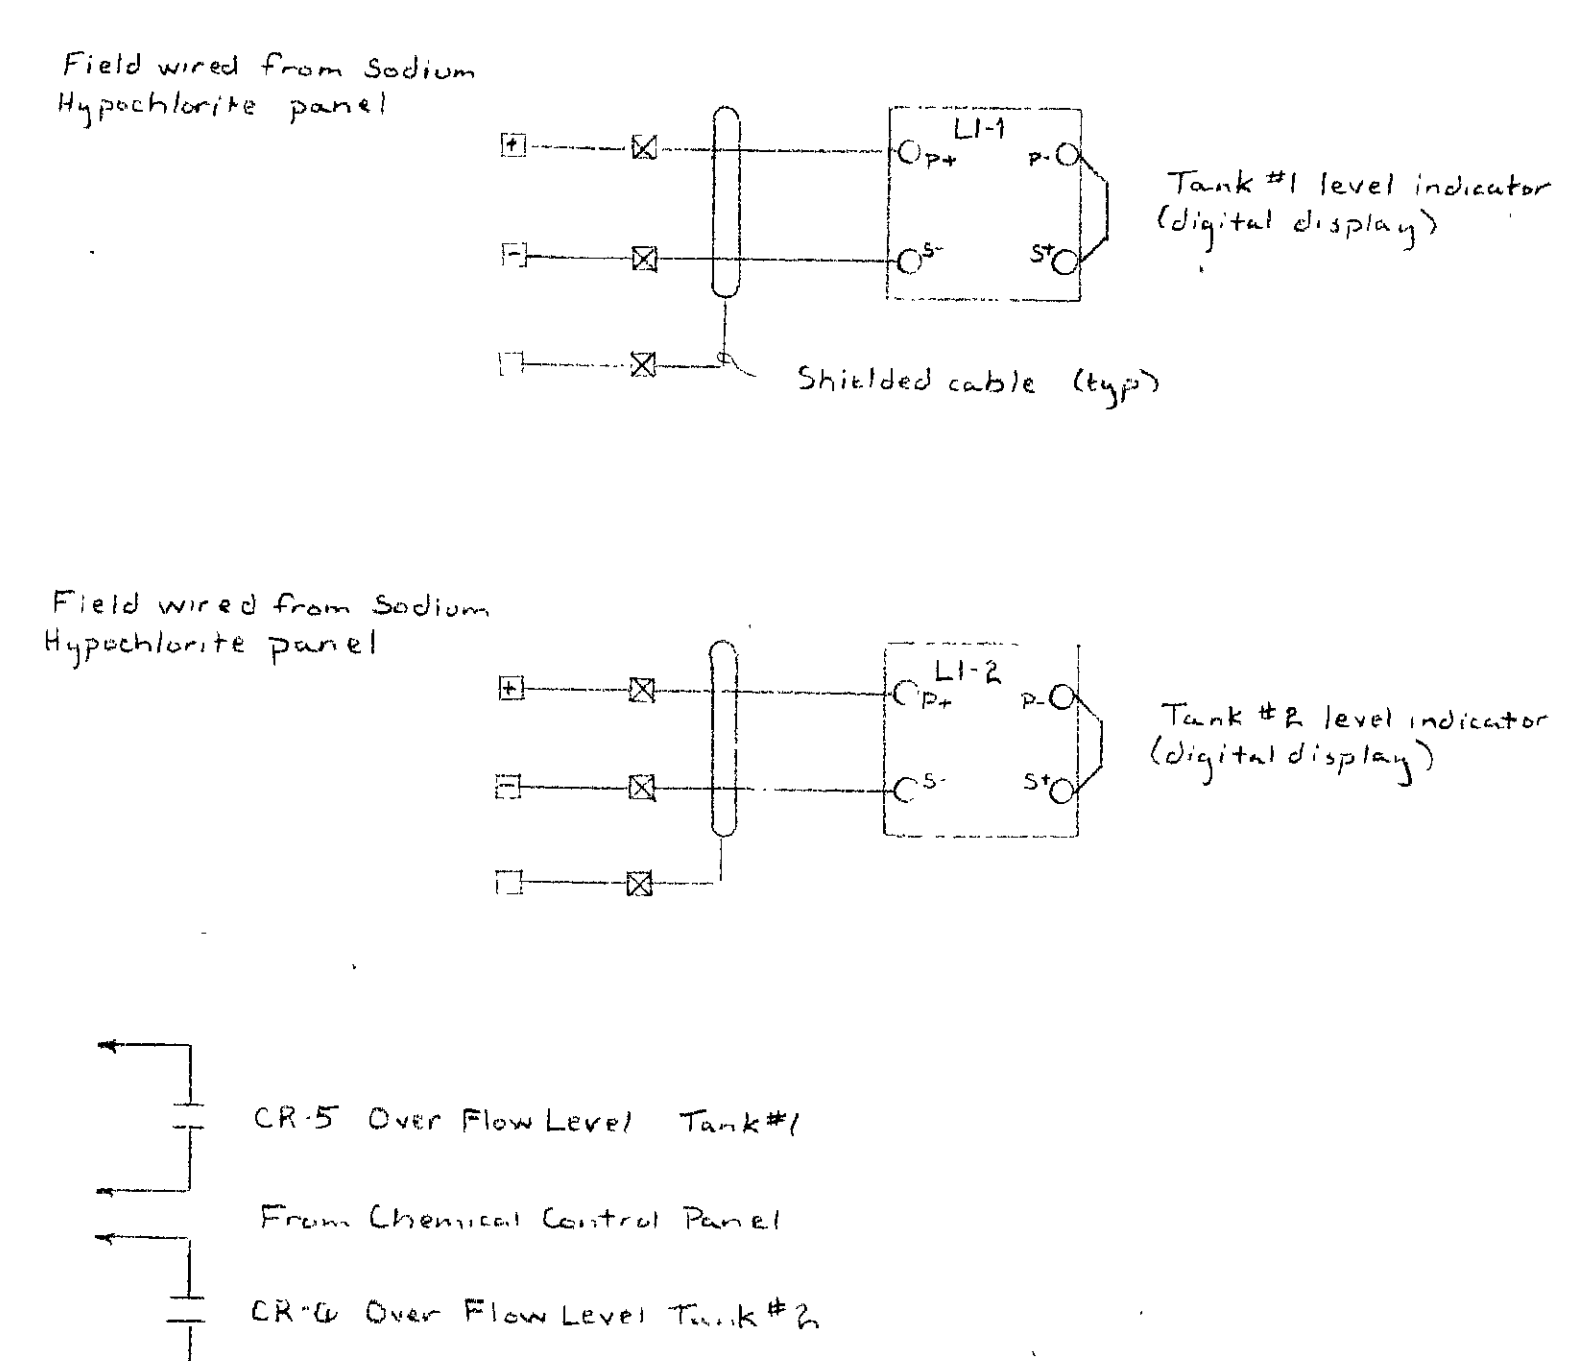 Field wired from Sodium
Hypochlorite panel
+
LI-1
P+
P-
Tank #1 level indicator
(digital display)
-
S-
S+
Shielded cable (typ)
Field wired from Sodium
Hypochlorite panel
+
LI-2
P+
P-
Tank #2 level indicator
(digital display)
-
S-
S+
CR-5 Over Flow Level Tank #1
From Chemical Control Panel
Over Flow Level Tank #2